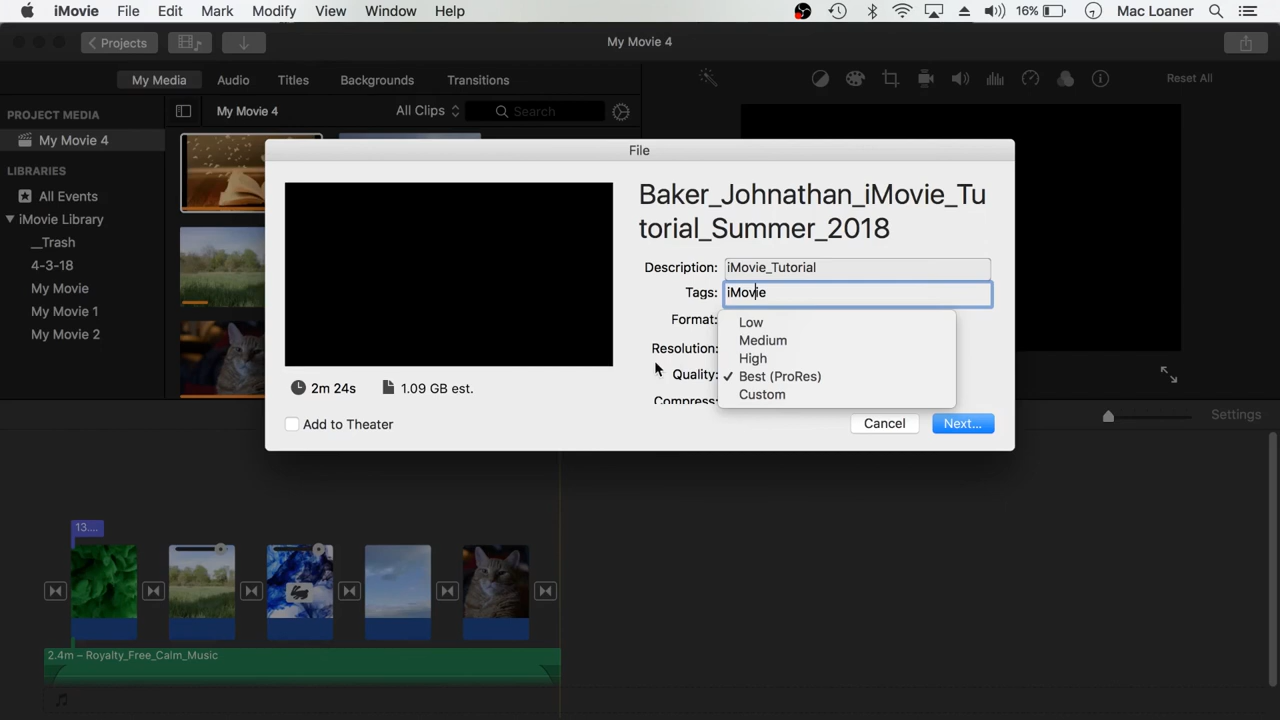 iMovie File Edit Mark Modify View Window Help 16% Mac Loaner
Projects My Movie 4
My Media Audio Titles Backgrounds Transitions Reset All
PROJECT MEDIA My Movie 4 All Clips Search
My Movie 4
LIBRARIES
All Events
iMovie Library
__Trash
4-3-18
My Movie
My Movie 1
My Movie 2
File
Baker_Johnathan_iMovie_Tu
torial_Summer_2018
Description: iMovie_Tutorial
Tags: iMovie
Format:
Low
Medium
Resolution:
High
Quality: ✓ Best (ProRes)
Custom
Compress:
2m 24s 1.09 GB est.
Add to Theater Cancel Next...
Settings
13....
2.4m – Royalty_Free_Calm_Music